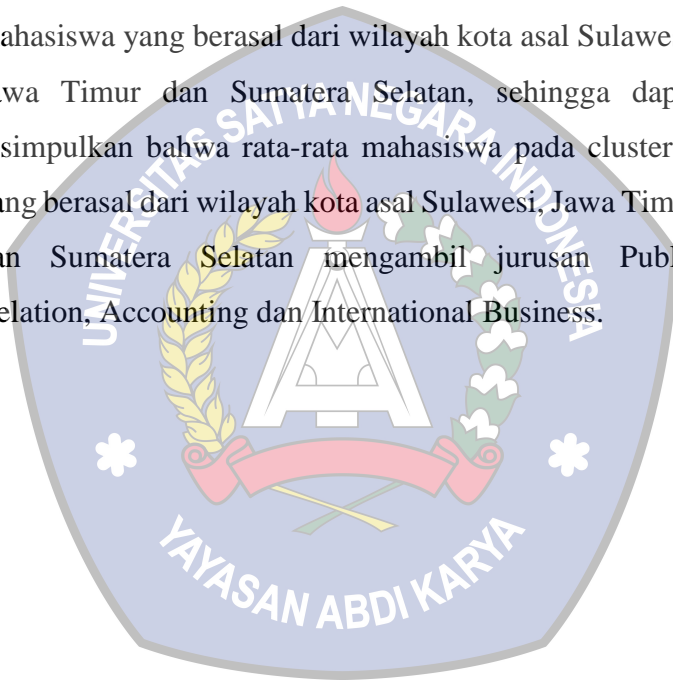 ahasiswa yang berasal dari wilayah kota asal Sulawe
awa Timur dan Sumatera Selatan, sehingga dap
simpulkan bahwa rata-rata mahasiswa pada cluster
ang berasal dari wilayah kota asal Sulawesi, Jawa Tim
an Sumatera Selatan mengambil jurusan Publ
elation, Accounting dan International Business.
UNIVERSITAS SATYA NEGARA INDONESIA
YAYASAN ABDI KARYA